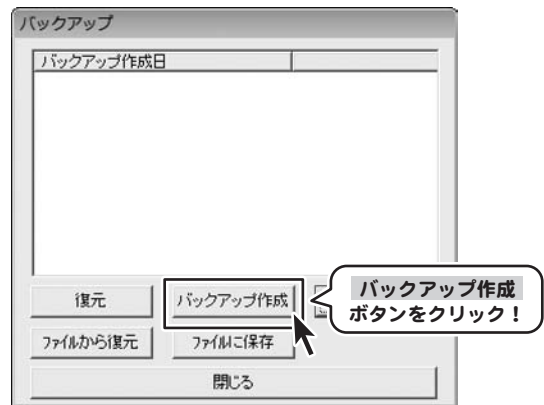 バックアップ
バックアップ作成日
復元
バックアップ作成
バックアップ作成
ボタンをクリック！
ファイルから復元
ファイルに保存
閉じる